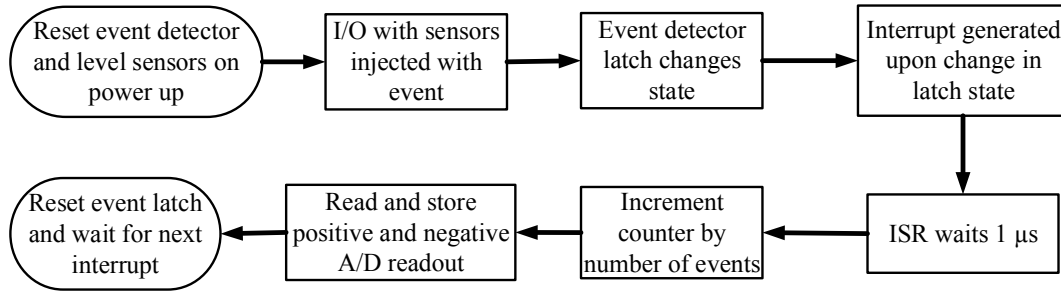 Reset event detector
and level sensors on
power up
I/O with sensors
injected with
event
Event detector
latch changes
state
Interrupt generated
upon change in
latch state
ISR waits 1 µs
Increment
counter by
number of events
Read and store
positive and negative
A/D readout
Reset event latch
and wait for next
interrupt